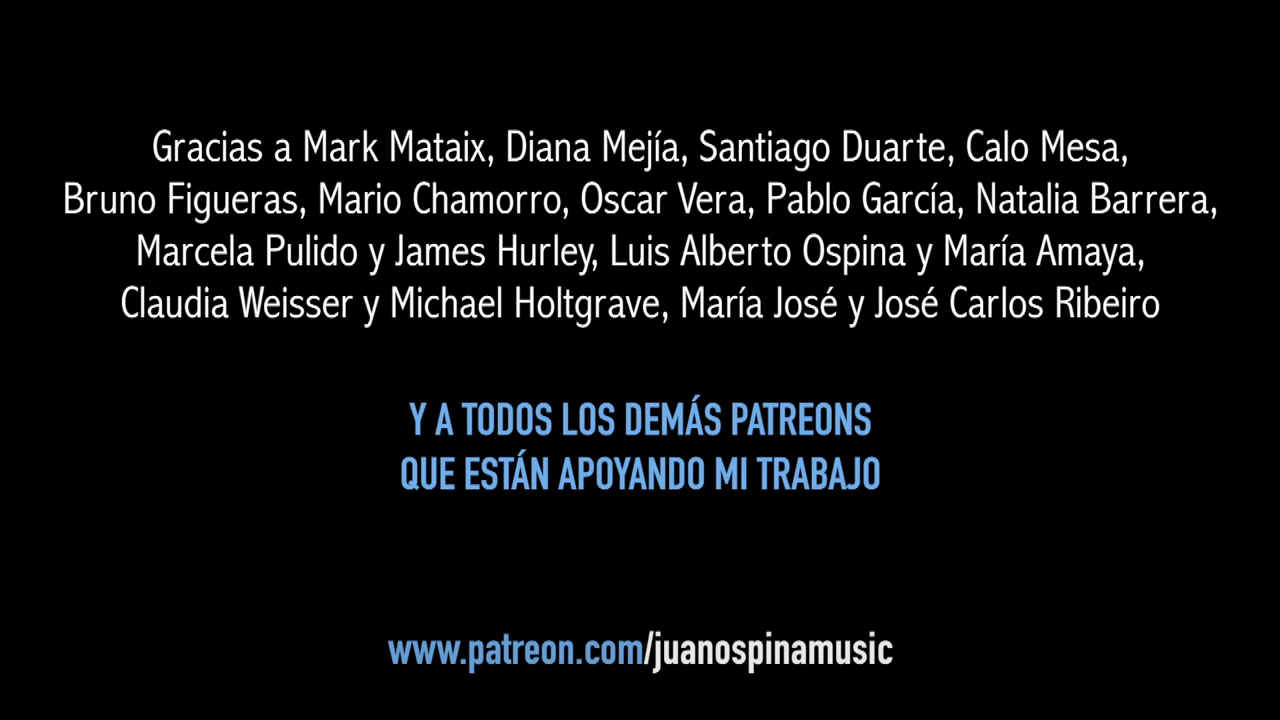 Gracias a Mark Mataix, Diana Mejía, Santiago Duarte, Calo Mesa,
Bruno Figueras, Mario Chamorro, Oscar Vera, Pablo García, Natalia Barrera,
Marcela Pulido y James Hurley, Luis Alberto Ospina y María Amaya,
Claudia Weisser y Michael Holtgrave, María José y José Carlos Ribeiro
Y A TODOS LOS DEMÁS PATREONS
QUE ESTÁN APOYANDO MI TRABAJO
www.patreon.com/juanospinamusic